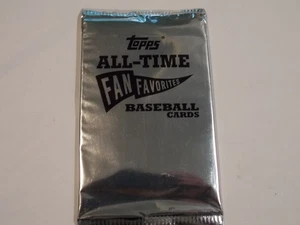 Topps
ALL-TIME
FAN FAVORITES
BASEBALL
CARDS